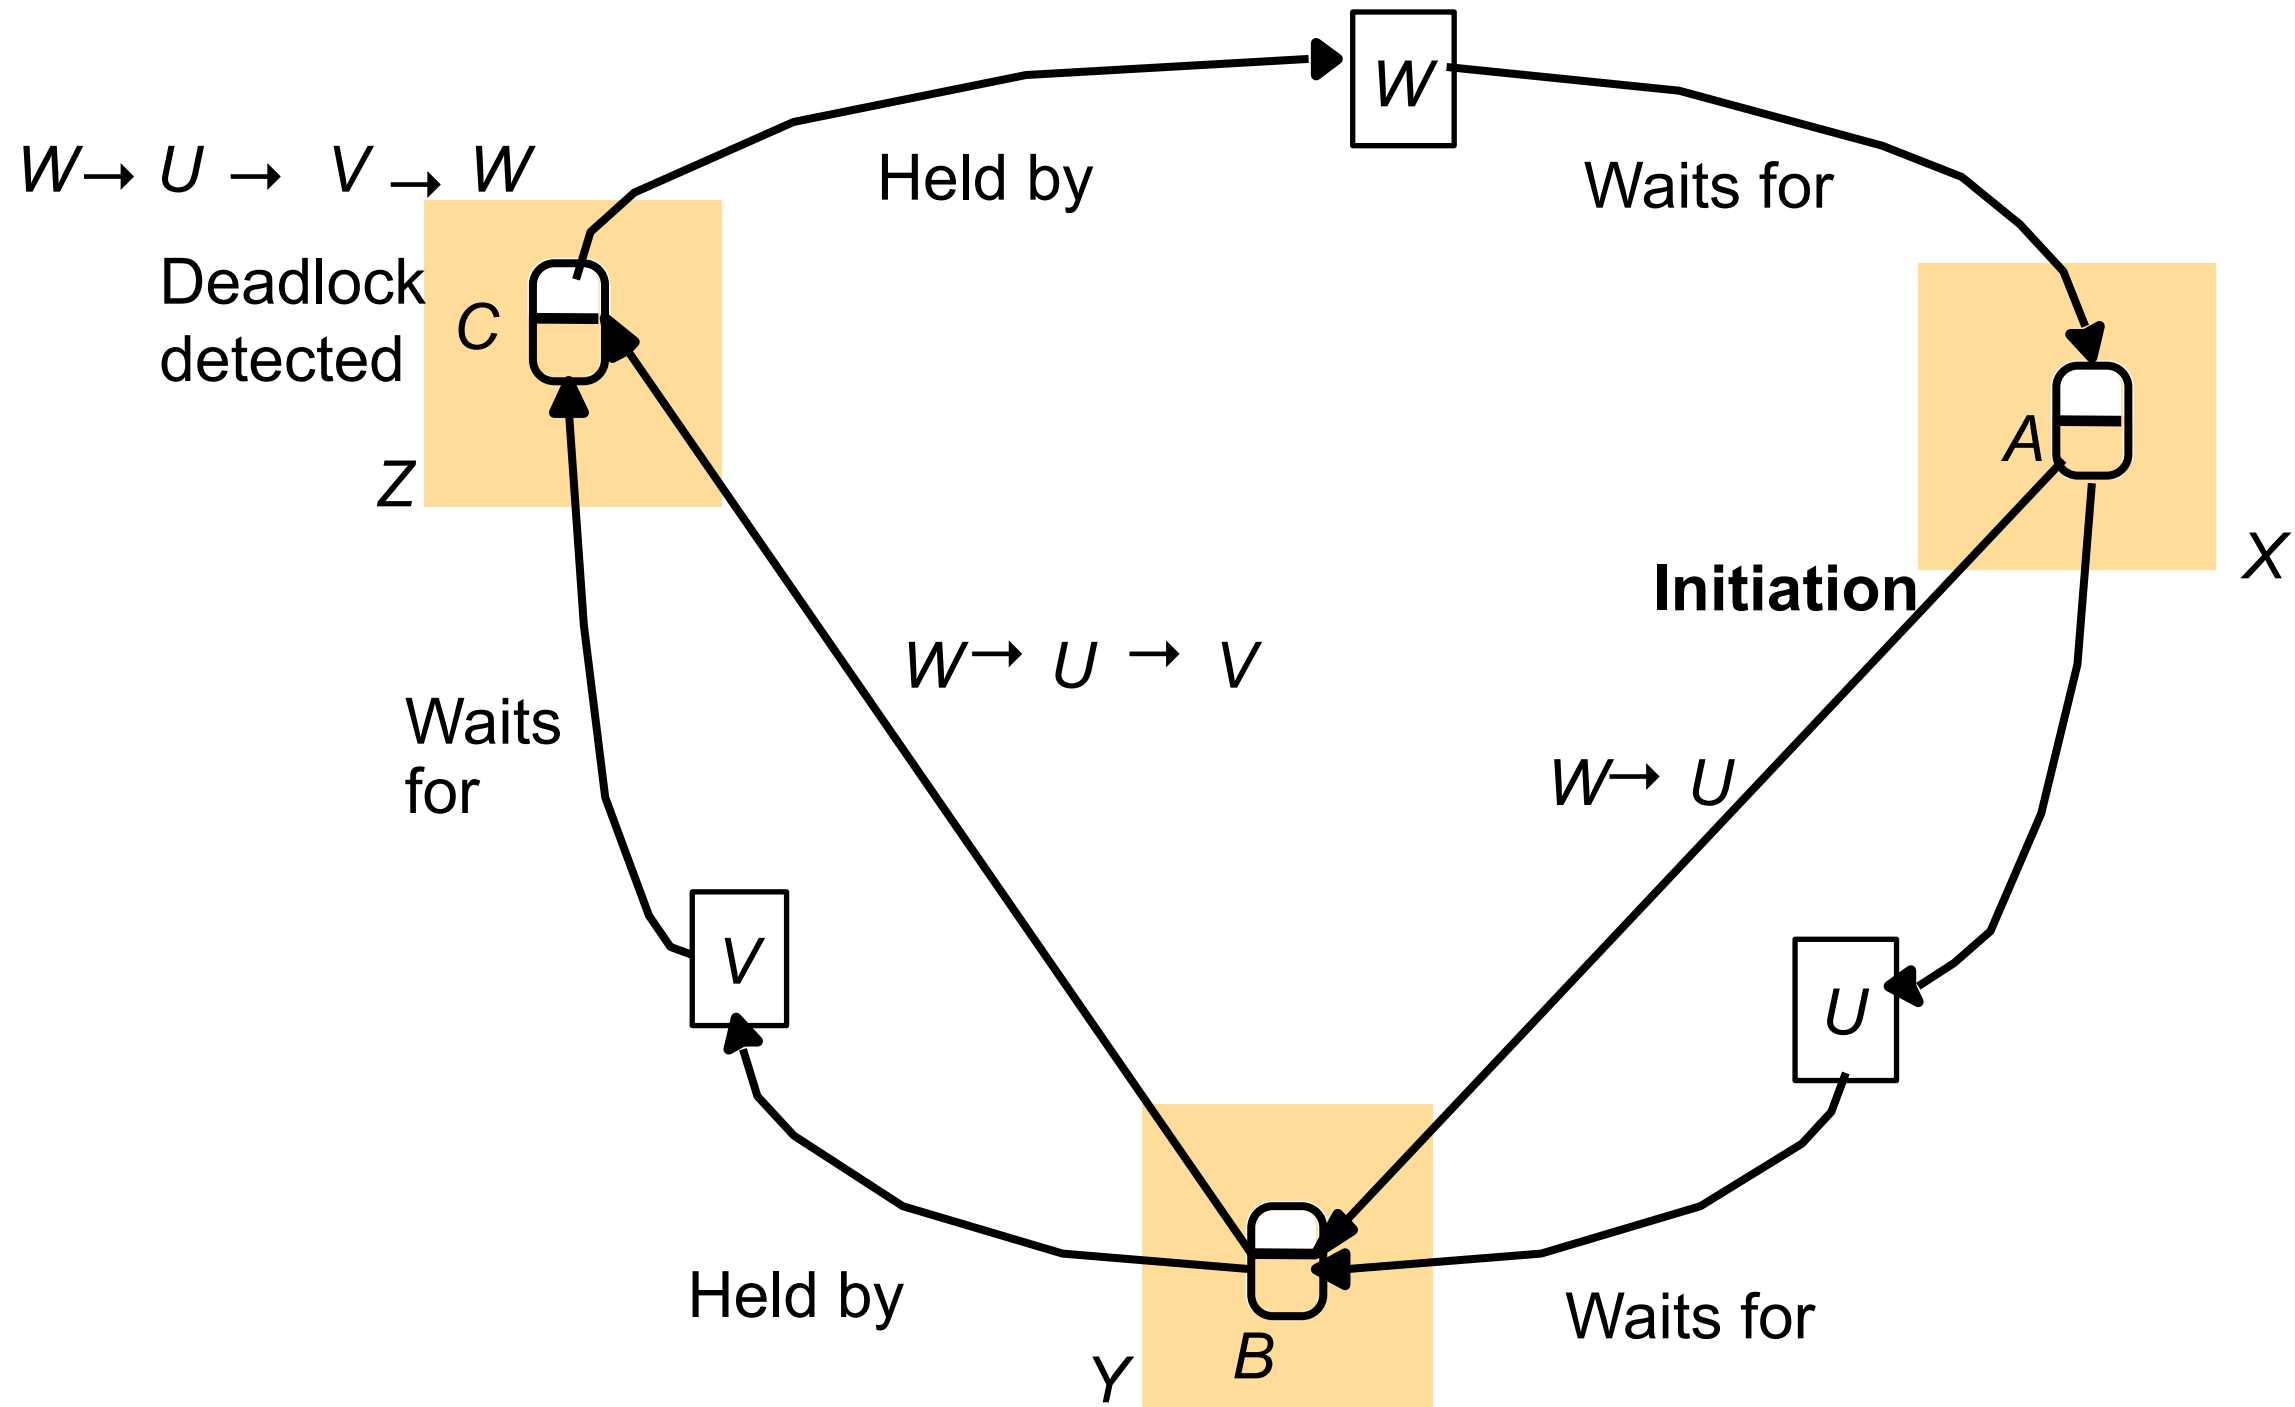 W
Held by
Waits for
W → U → V → W
Deadlock
detected
C
A
Z
X
Initiation
W → U → V
Waits
for
W → U
V
U
Held by
Waits for
B
Y